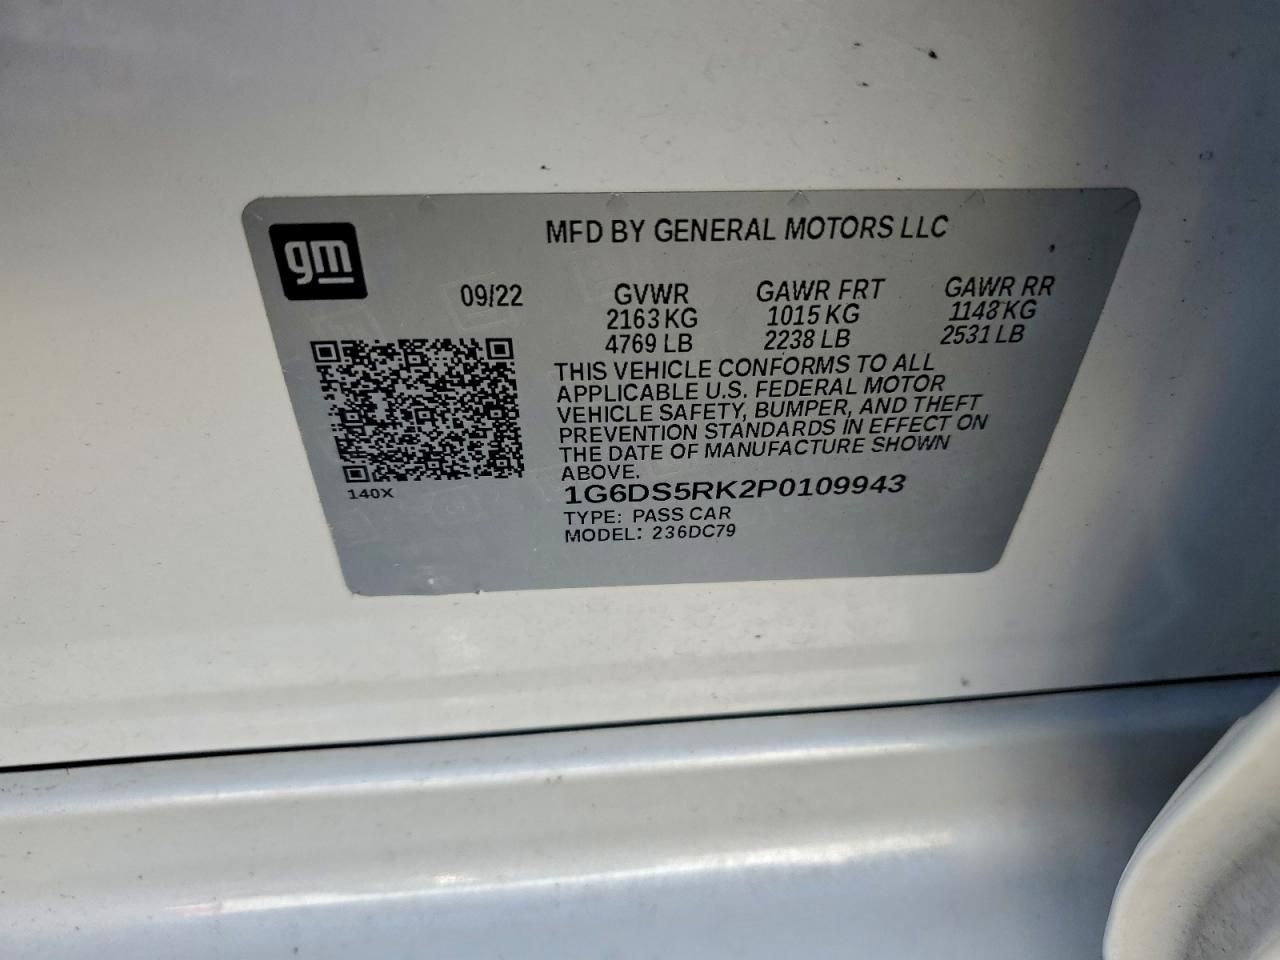 gm
MFD BY GENERAL MOTORS LLC
09/22 GVWR GAWR FRT GAWR RR
2163 KG 1015 KG 1148 KG
4769 LB 2238 LB 2531 LB
THIS VEHICLE CONFORMS TO ALL
APPLICABLE U.S. FEDERAL MOTOR
VEHICLE SAFETY, BUMPER, AND THEFT
PREVENTION STANDARDS IN EFFECT ON
THE DATE OF MANUFACTURE SHOWN
ABOVE.
140X
1G6DS5RK2P0109943
TYPE: PASS CAR
MODEL: 236DC79